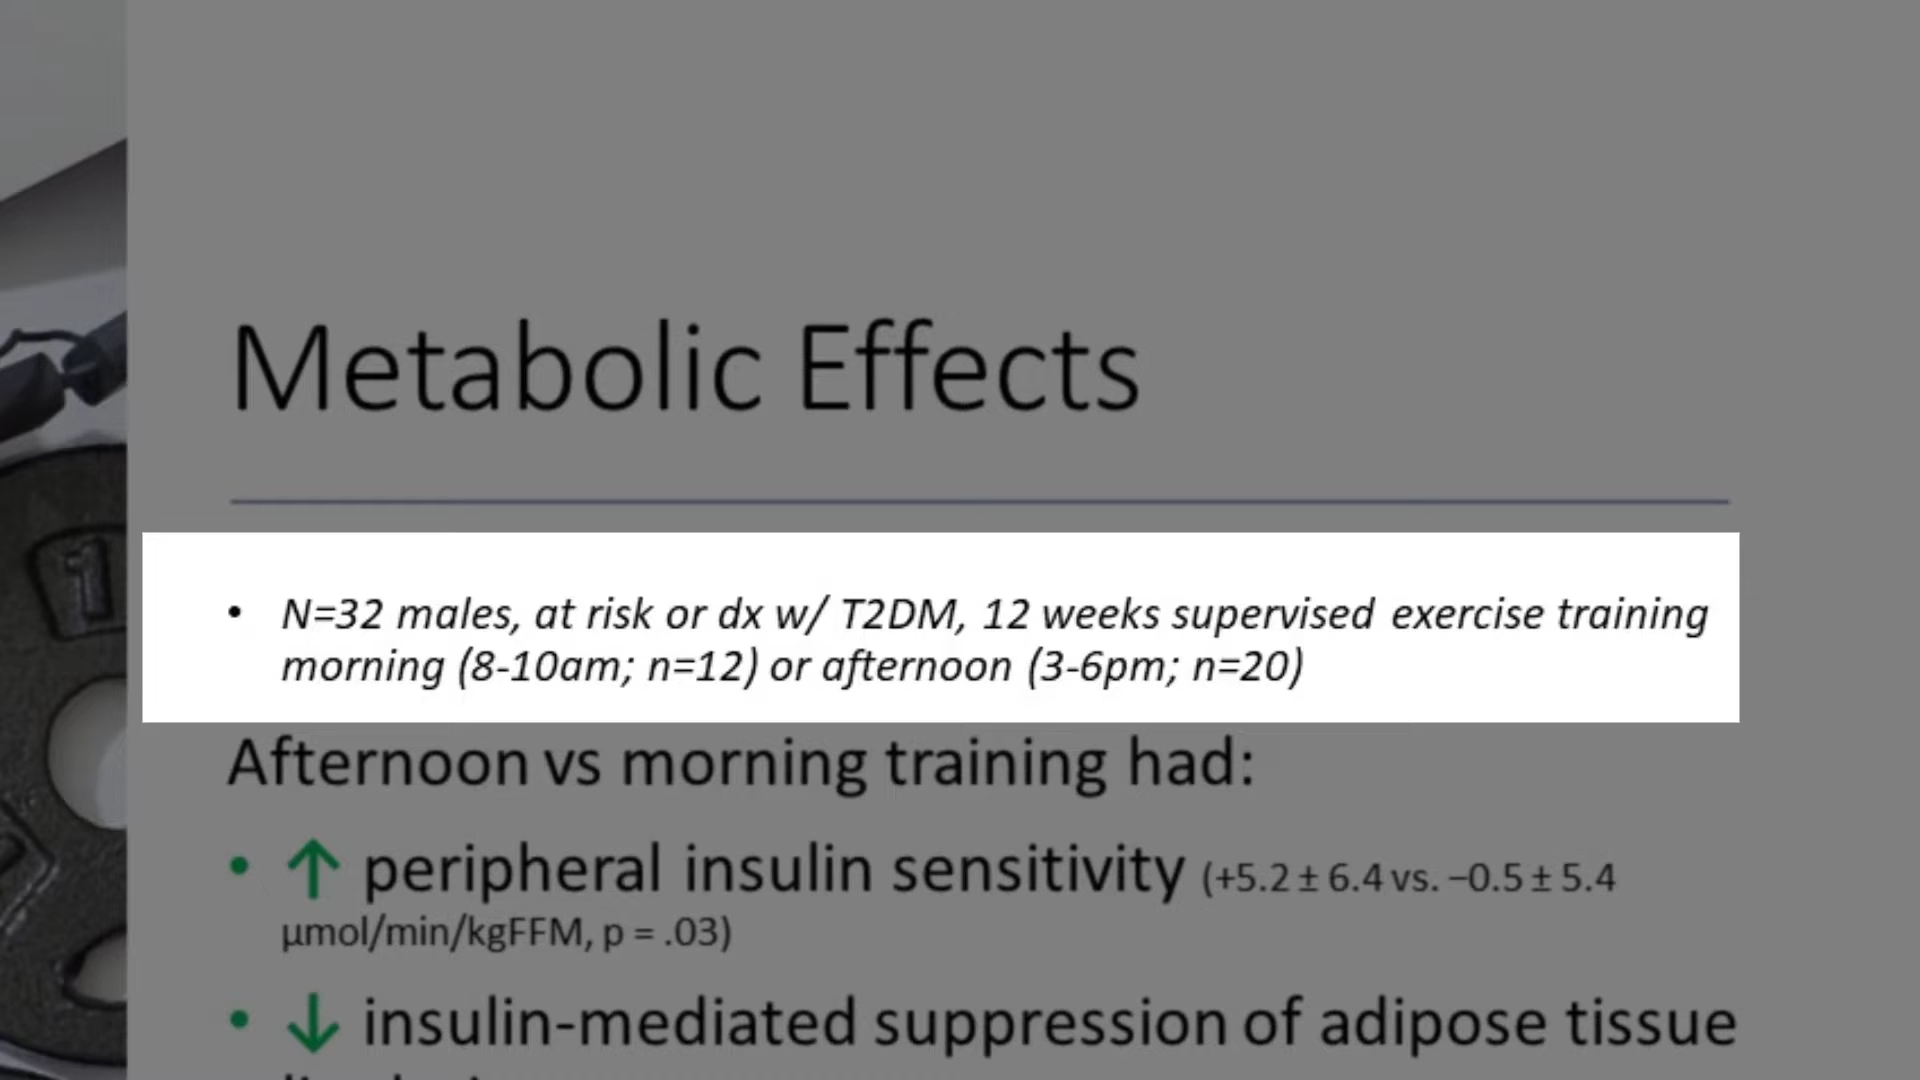 Metabolic Effects
• N=32 males, at risk or dx w/ T2DM, 12 weeks supervised exercise training
morning (8-10am; n=12) or afternoon (3-6pm; n=20)
Afternoon vs morning training had:
• ↑ peripheral insulin sensitivity (+5.2 ± 6.4 vs. –0.5 ± 5.4
μmol/min/kgFFM, p = .03)
• ↓ insulin-mediated suppression of adipose tissue
1